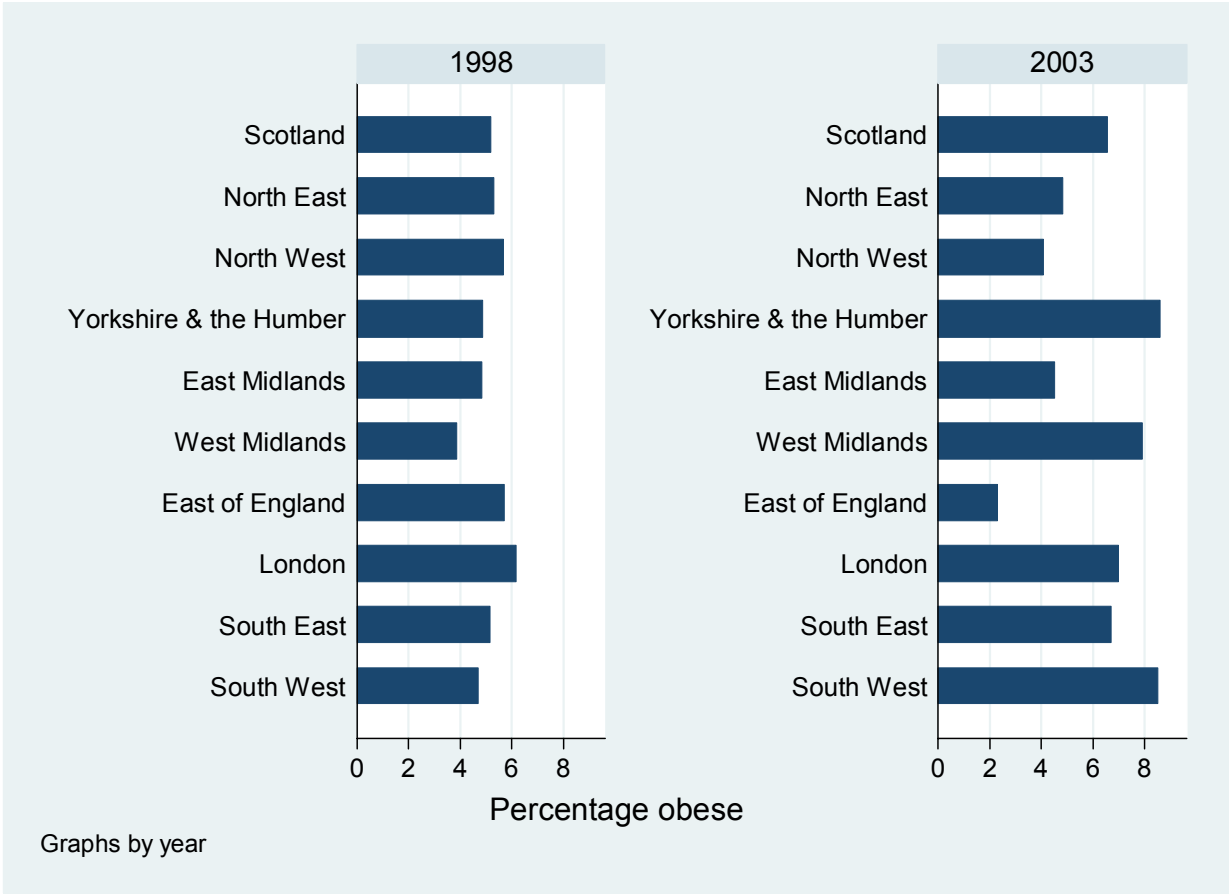 1998
Scotland
North East
North West
Yorkshire & the Humber
East Midlands
West Midlands
East of England
London
South East
South West
0 2 4 6 8
2003
Scotland
North East
North West
Yorkshire & the Humber
East Midlands
West Midlands
East of England
London
South East
South West
0 2 4 6 8
Percentage obese
Graphs by year